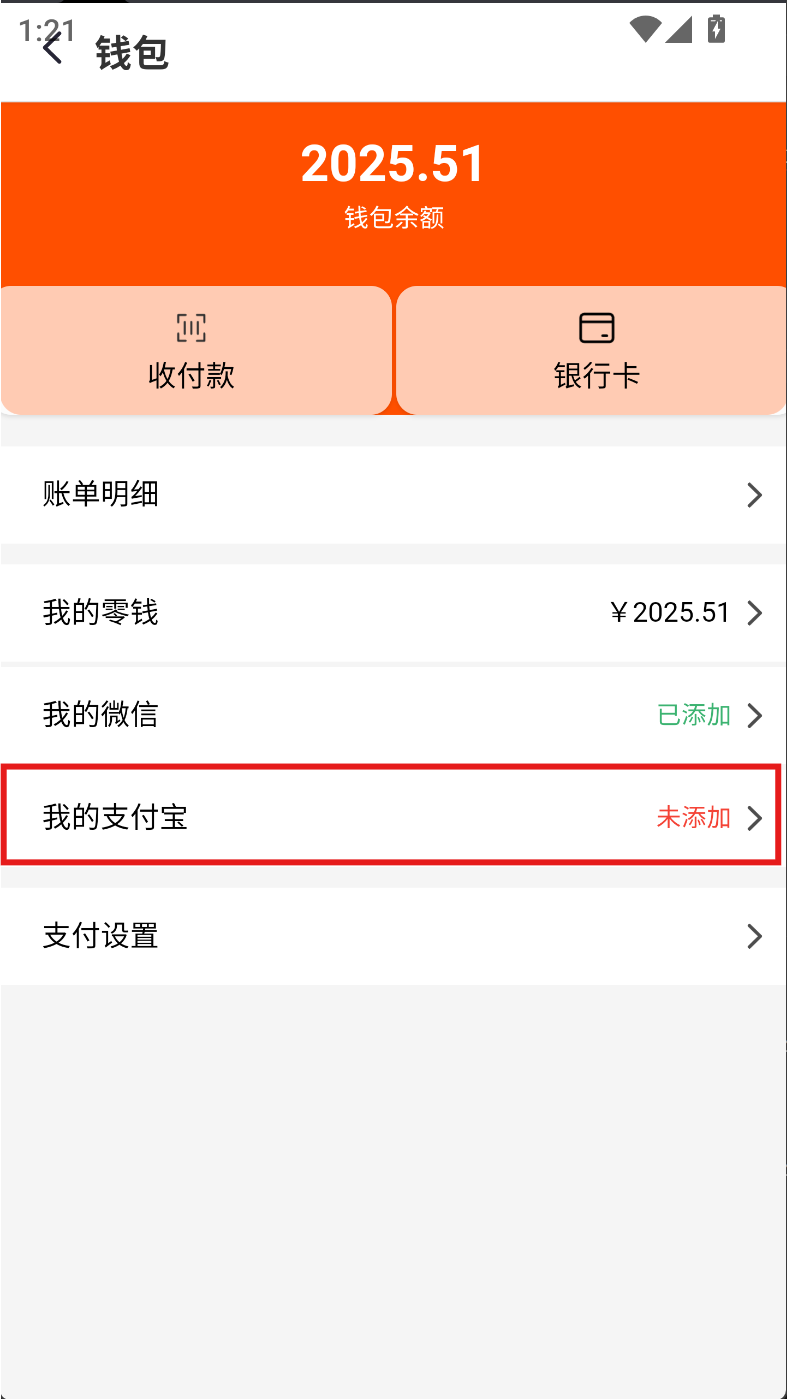 1:21
钱包
2025.51
钱包余额
收付款
银行卡
账单明细
我的零钱 ￥2025.51
我的微信 已添加
我的支付宝 未添加
支付设置